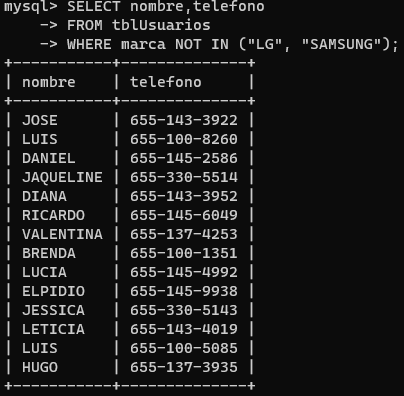 mysql> SELECT nombre,telefono
    -> FROM tblUsuarios
    -> WHERE marca NOT IN ("LG", "SAMSUNG");
+-----------+--------------+
| nombre    | telefono     |
+-----------+--------------+
| JOSE      | 655-143-3922 |
| LUIS      | 655-100-8260 |
| DANIEL    | 655-145-2586 |
| JAQUELINE | 655-330-5514 |
| DIANA     | 655-143-3952 |
| RICARDO   | 655-145-6049 |
| VALENTINA | 655-137-4253 |
| BRENDA    | 655-100-1351 |
| LUCIA     | 655-145-4992 |
| ELPIDIO   | 655-145-9938 |
| JESSICA   | 655-330-5143 |
| LETICIA   | 655-143-4019 |
| LUIS      | 655-100-5085 |
| HUGO      | 655-137-3935 |
+-----------+--------------+